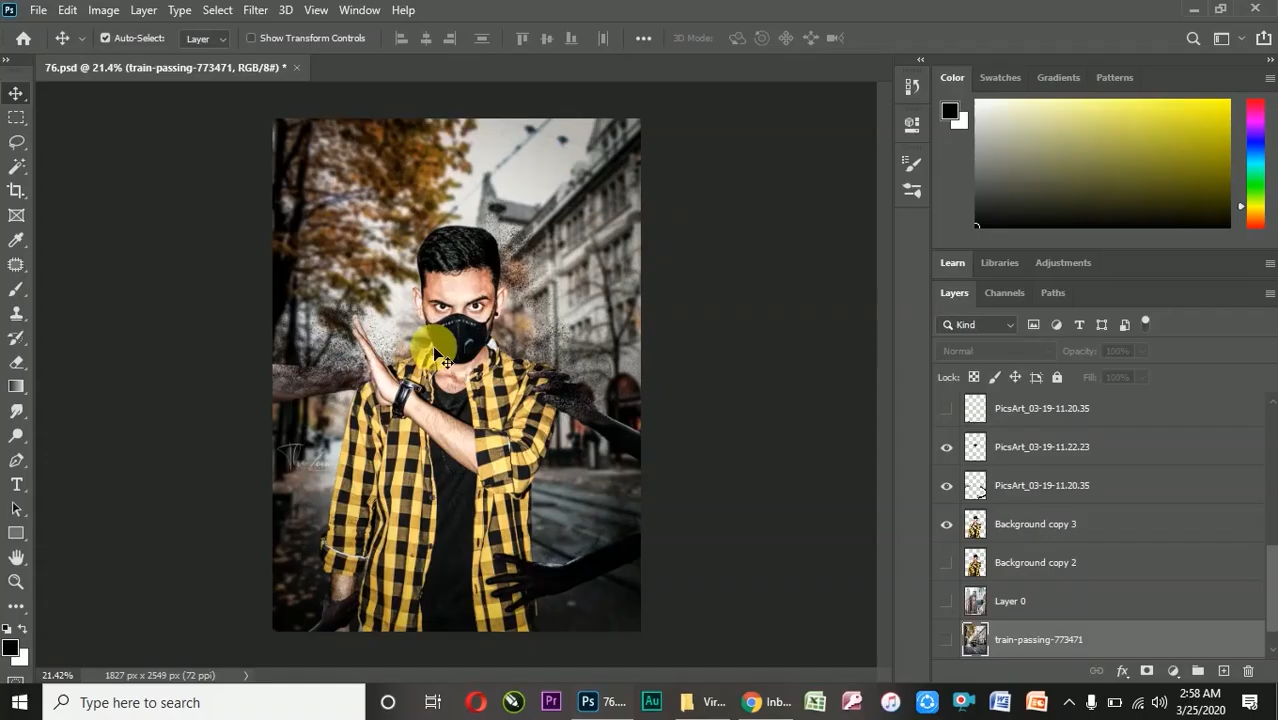 Ps File Edit Image Layer Type Select Filter 3D View Window Help
Auto-Select: Layer Show Transform Controls 3D Mode:
76.psd @ 21.4% (train-passing-773471, RGB/8#) *
Color Swatches Gradients Patterns
Learn Libraries Adjustments
Layers Channels Paths
Kind
Normal Opacity: 100%
Lock: Fill: 100%
PicsArt_03-19-11.20.35
PicsArt_03-19-11.22.23
PicsArt_03-19-11.20.35
Background copy 3
Background copy 2
Layer 0
train-passing-773471
21.42% 1827 px x 2549 px (72 ppi)
Type here to search
Pr Ps 76.... Au Vir... Inb...
2:58 AM
3/25/2020